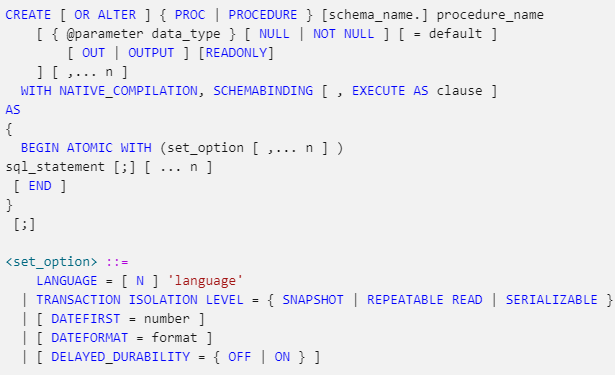 CREATE [ OR ALTER ] { PROC | PROCEDURE } [schema_name.] procedure_name
    [ { @parameter data_type } [ NULL | NOT NULL ] [ = default ]
        [ OUT | OUTPUT ] [READONLY]
    ] [ ,... n ]
  WITH NATIVE_COMPILATION, SCHEMABINDING [ , EXECUTE AS clause ]
AS
{
  BEGIN ATOMIC WITH (set_option [ ,... n ] )
sql_statement [;] [ ... n ]
 [ END ]
}
 [;]

<set_option> ::=
    LANGUAGE = [ N ] 'language'
  | TRANSACTION ISOLATION LEVEL = { SNAPSHOT | REPEATABLE READ | SERIALIZABLE }
  | [ DATEFIRST = number ]
  | [ DATEFORMAT = format ]
  | [ DELAYED_DURABILITY = { OFF | ON } ]